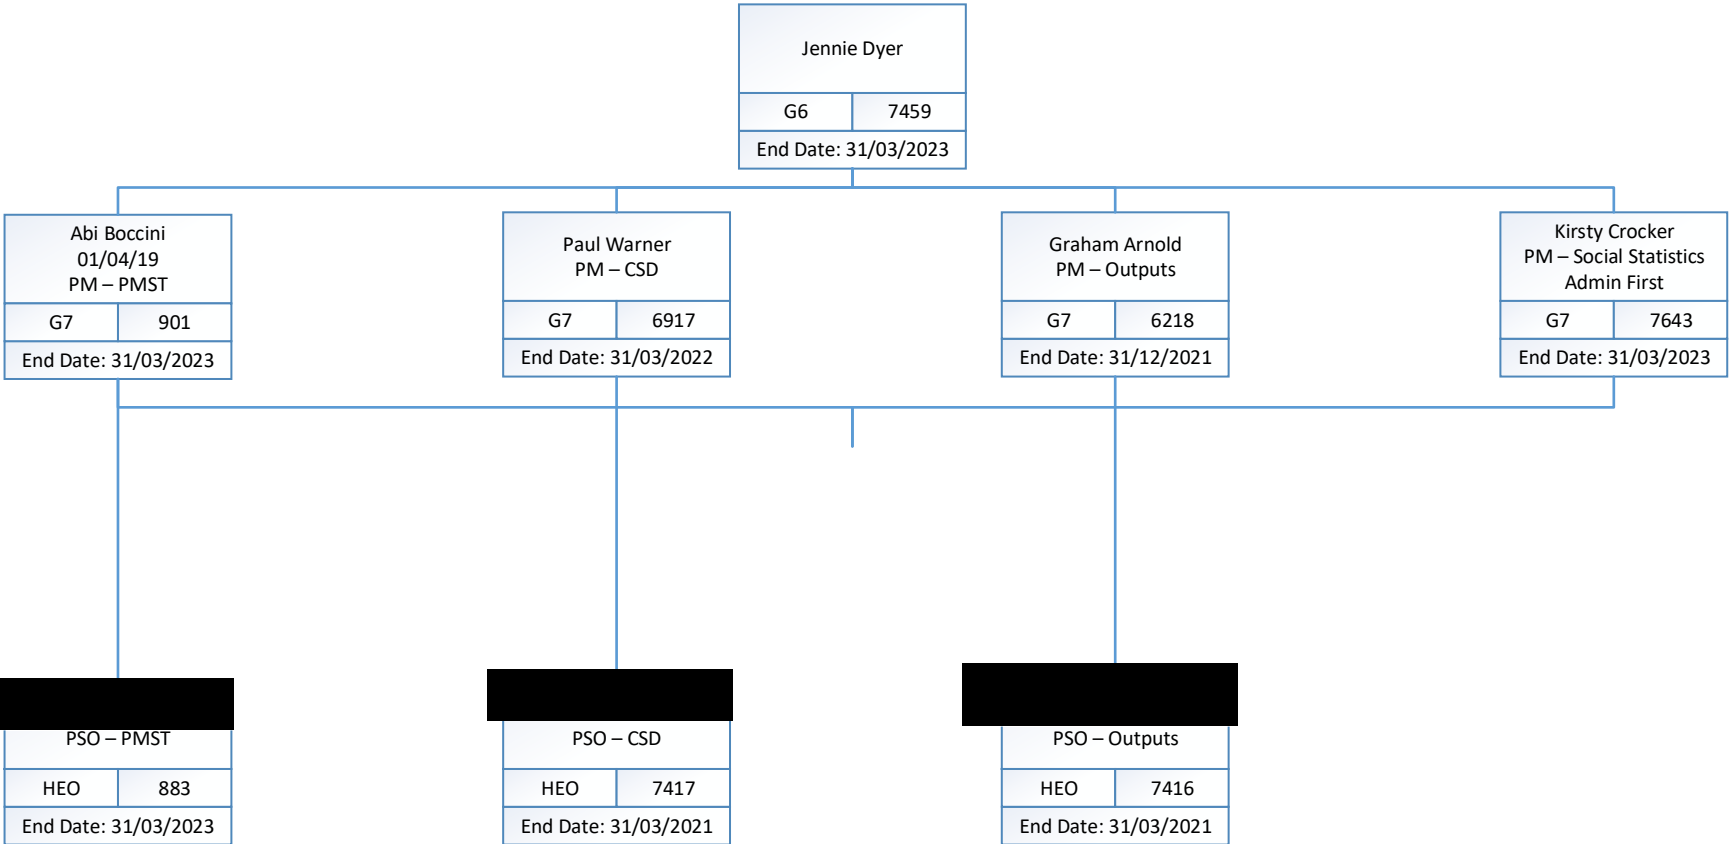 Jennie Dyer
G6 7459
End Date: 31/03/2023
Abi Boccini
01/04/19
PM – PMST
G7 901
End Date: 31/03/2023
Paul Warner
PM – CSD
G7 6917
End Date: 31/03/2022
Graham Arnold
PM – Outputs
G7 6218
End Date: 31/12/2021
Kirsty Crocker
PM – Social Statistics
Admin First
G7 7643
End Date: 31/03/2023
PSO – PMST
HEO 883
End Date: 31/03/2023
PSO – CSD
HEO 7417
End Date: 31/03/2021
PSO – Outputs
HEO 7416
End Date: 31/03/2021